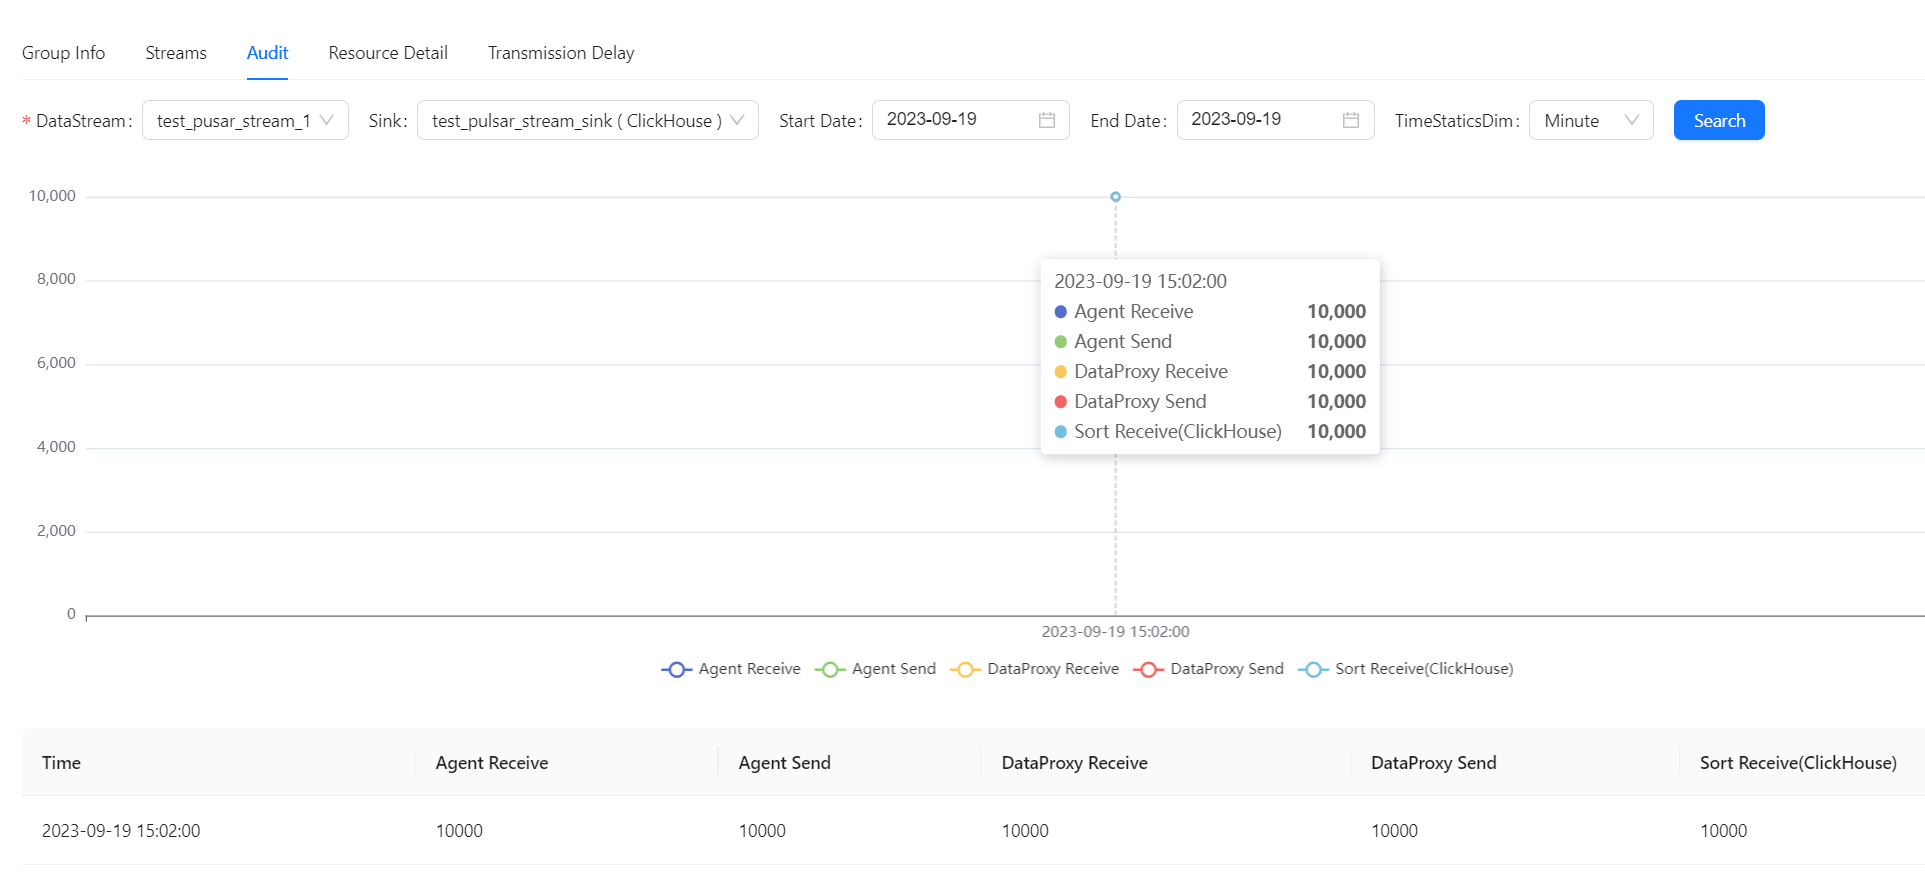 Group Info Streams Audit Resource Detail Transmission Delay
* DataStream: test_pusar_stream_1 Sink: test_pulsar_stream_sink ( ClickHouse ) Start Date: 2023-09-19 End Date: 2023-09-19 TimeStaticsDim: Minute Search
10,000
8,000
6,000
4,000
2,000
0
2023-09-19 15:02:00
Agent Receive 10,000
Agent Send 10,000
DataProxy Receive 10,000
DataProxy Send 10,000
Sort Receive(ClickHouse) 10,000
2023-09-19 15:02:00
Agent Receive Agent Send DataProxy Receive DataProxy Send Sort Receive(ClickHouse)
Time Agent Receive Agent Send DataProxy Receive DataProxy Send Sort Receive(ClickHouse)
2023-09-19 15:02:00 10000 10000 10000 10000 10000